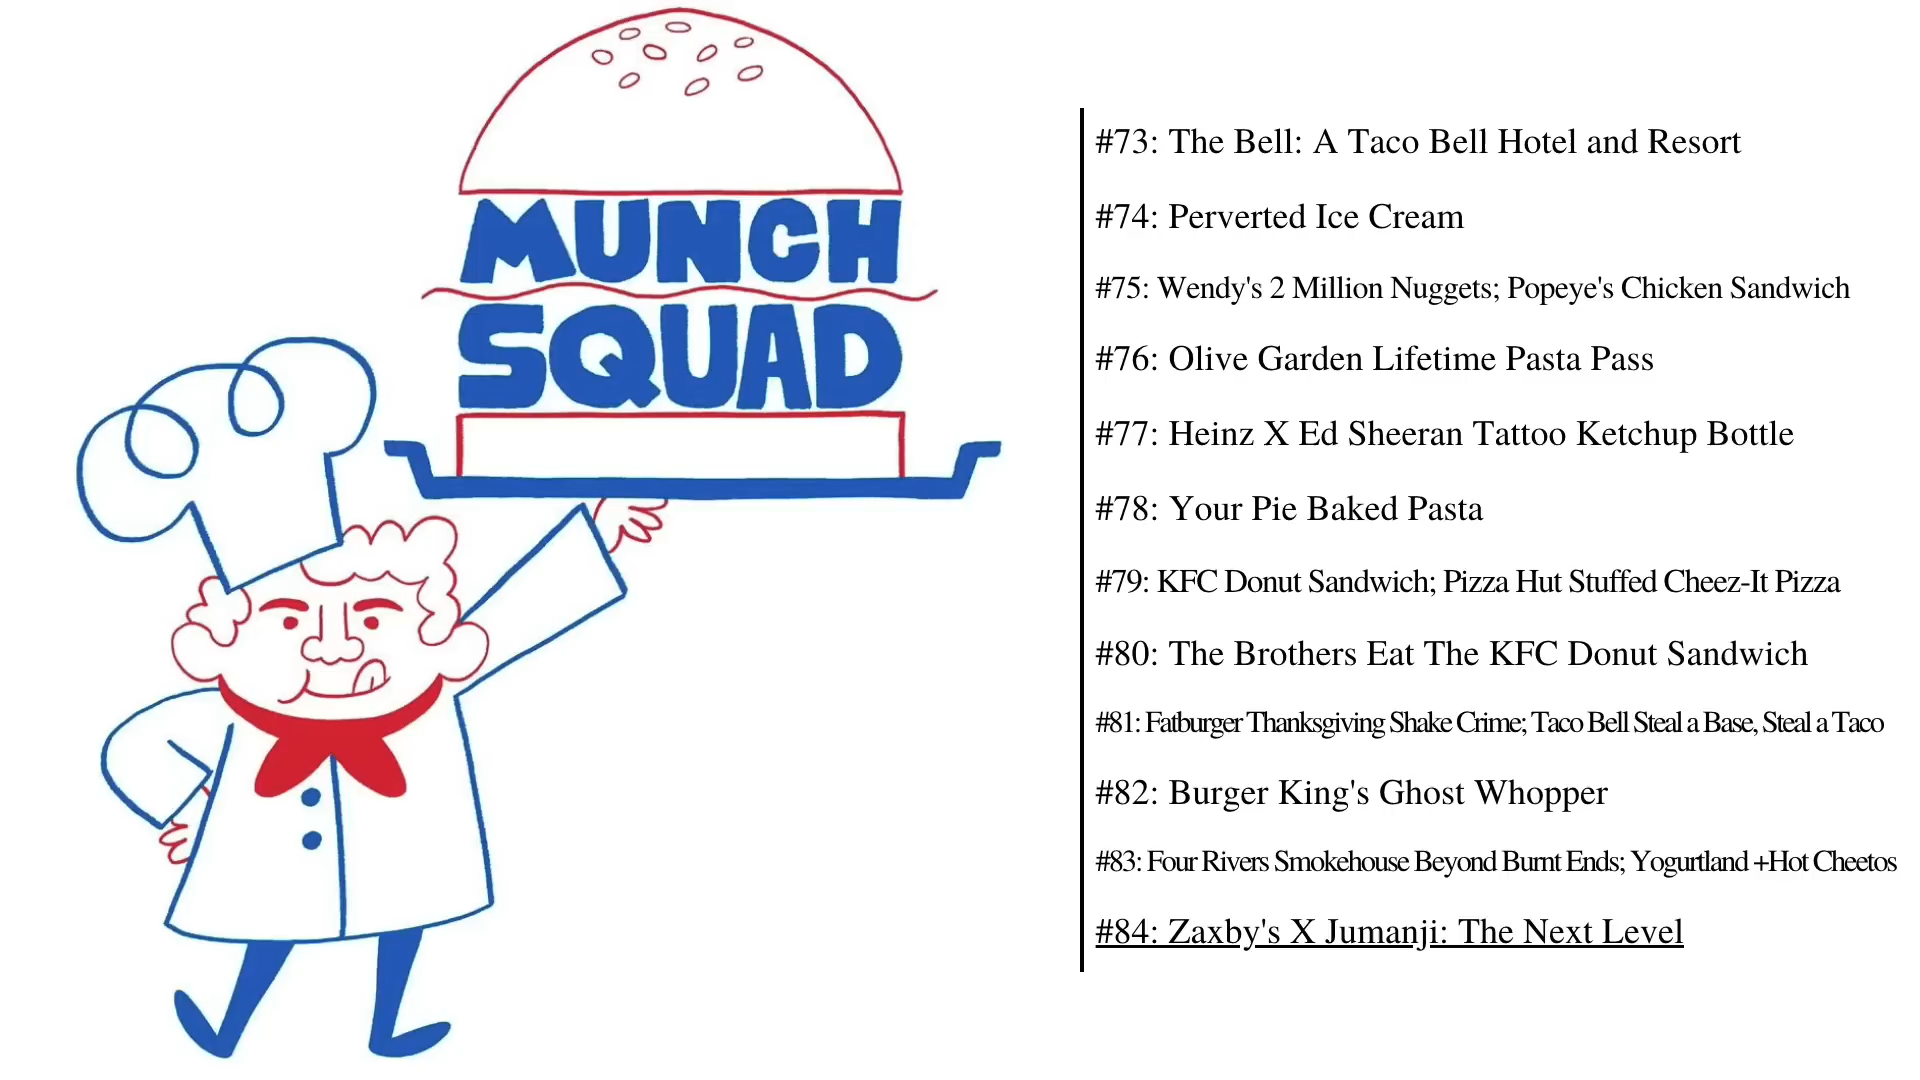 MUNCH
SQUAD
#73: The Bell: A Taco Bell Hotel and Resort
#74: Perverted Ice Cream
#75: Wendy's 2 Million Nuggets; Popeye's Chicken Sandwich
#76: Olive Garden Lifetime Pasta Pass
#77: Heinz X Ed Sheeran Tattoo Ketchup Bottle
#78: Your Pie Baked Pasta
#79: KFC Donut Sandwich; Pizza Hut Stuffed Cheez-It Pizza
#80: The Brothers Eat The KFC Donut Sandwich
#81: Fatburger Thanksgiving Shake Crime; Taco Bell Steal a Base, Steal a Taco
#82: Burger King's Ghost Whopper
#83: Four Rivers Smokehouse Beyond Burnt Ends; Yogurtland +Hot Cheetos
#84: Zaxby's X Jumanji: The Next Level